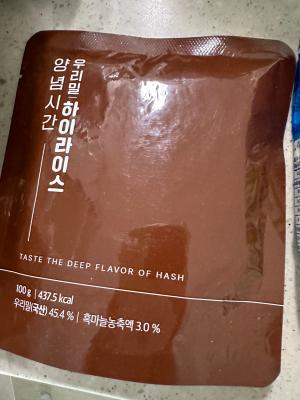 우리밀 하이라이스
양념시간
TASTE THE DEEP FLAVOR OF HASH
100g | 437.5 kcal
우리밀(국산) 45.4 % | 흑마늘농축액 3.0 %